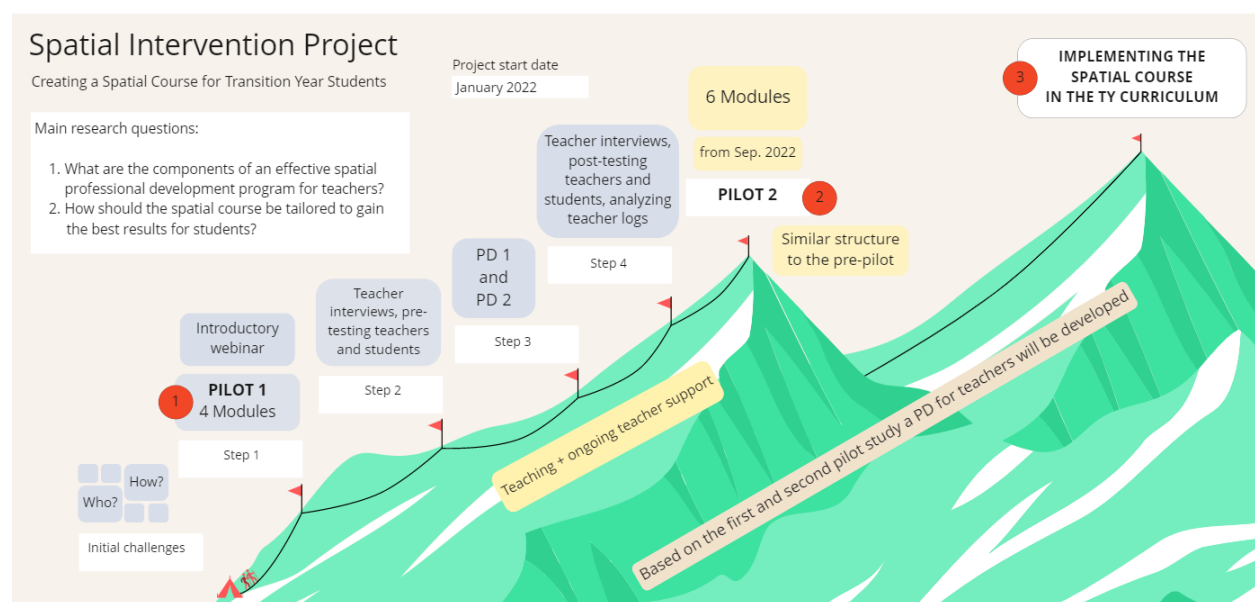 Spatial Intervention Project
Creating a Spatial Course for Transition Year Students
Main research questions:
1. What are the components of an effective spatial
professional development program for teachers?
2. How should the spatial course be tailored to gain
the best results for students?
Project start date
January 2022
Initial challenges
Who?
How?
Introductory
webinar
1
PILOT 1
4 Modules
Step 1
Teacher
interviews, pre-
testing teachers
and students
Step 2
PD 1
and
PD 2
Step 3
Teacher interviews,
post-testing
teachers and
students, analyzing
teacher logs
Step 4
6 Modules
from Sep. 2022
PILOT 2
2
Similar structure
to the pre-pilot
Teaching + ongoing teacher support
Based on the first and second pilot study a PD for teachers will be developed
3
IMPLEMENTING THE
SPATIAL COURSE
IN THE TY CURRICULUM